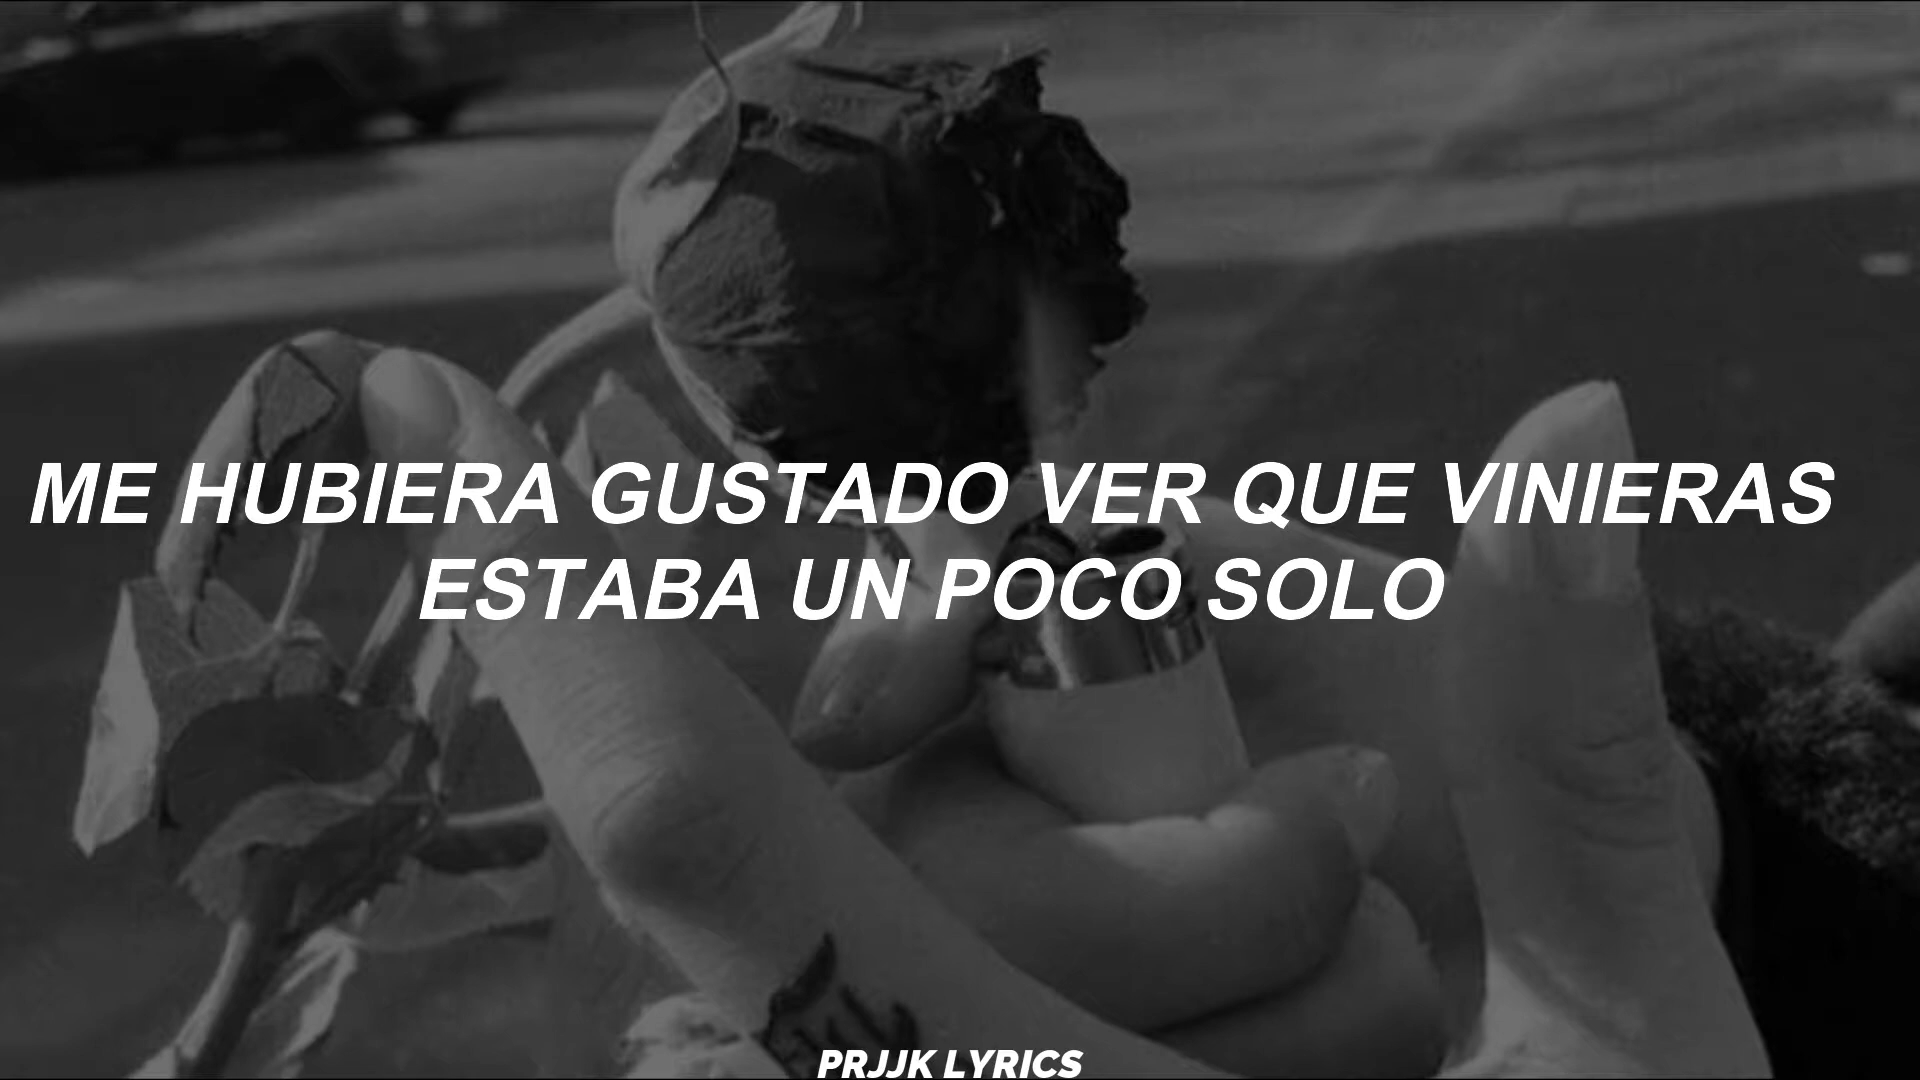 ME HUBIERA GUSTADO VER QUE VINIERAS
ESTABA UN POCO SOLO
PRJJK LYRICS